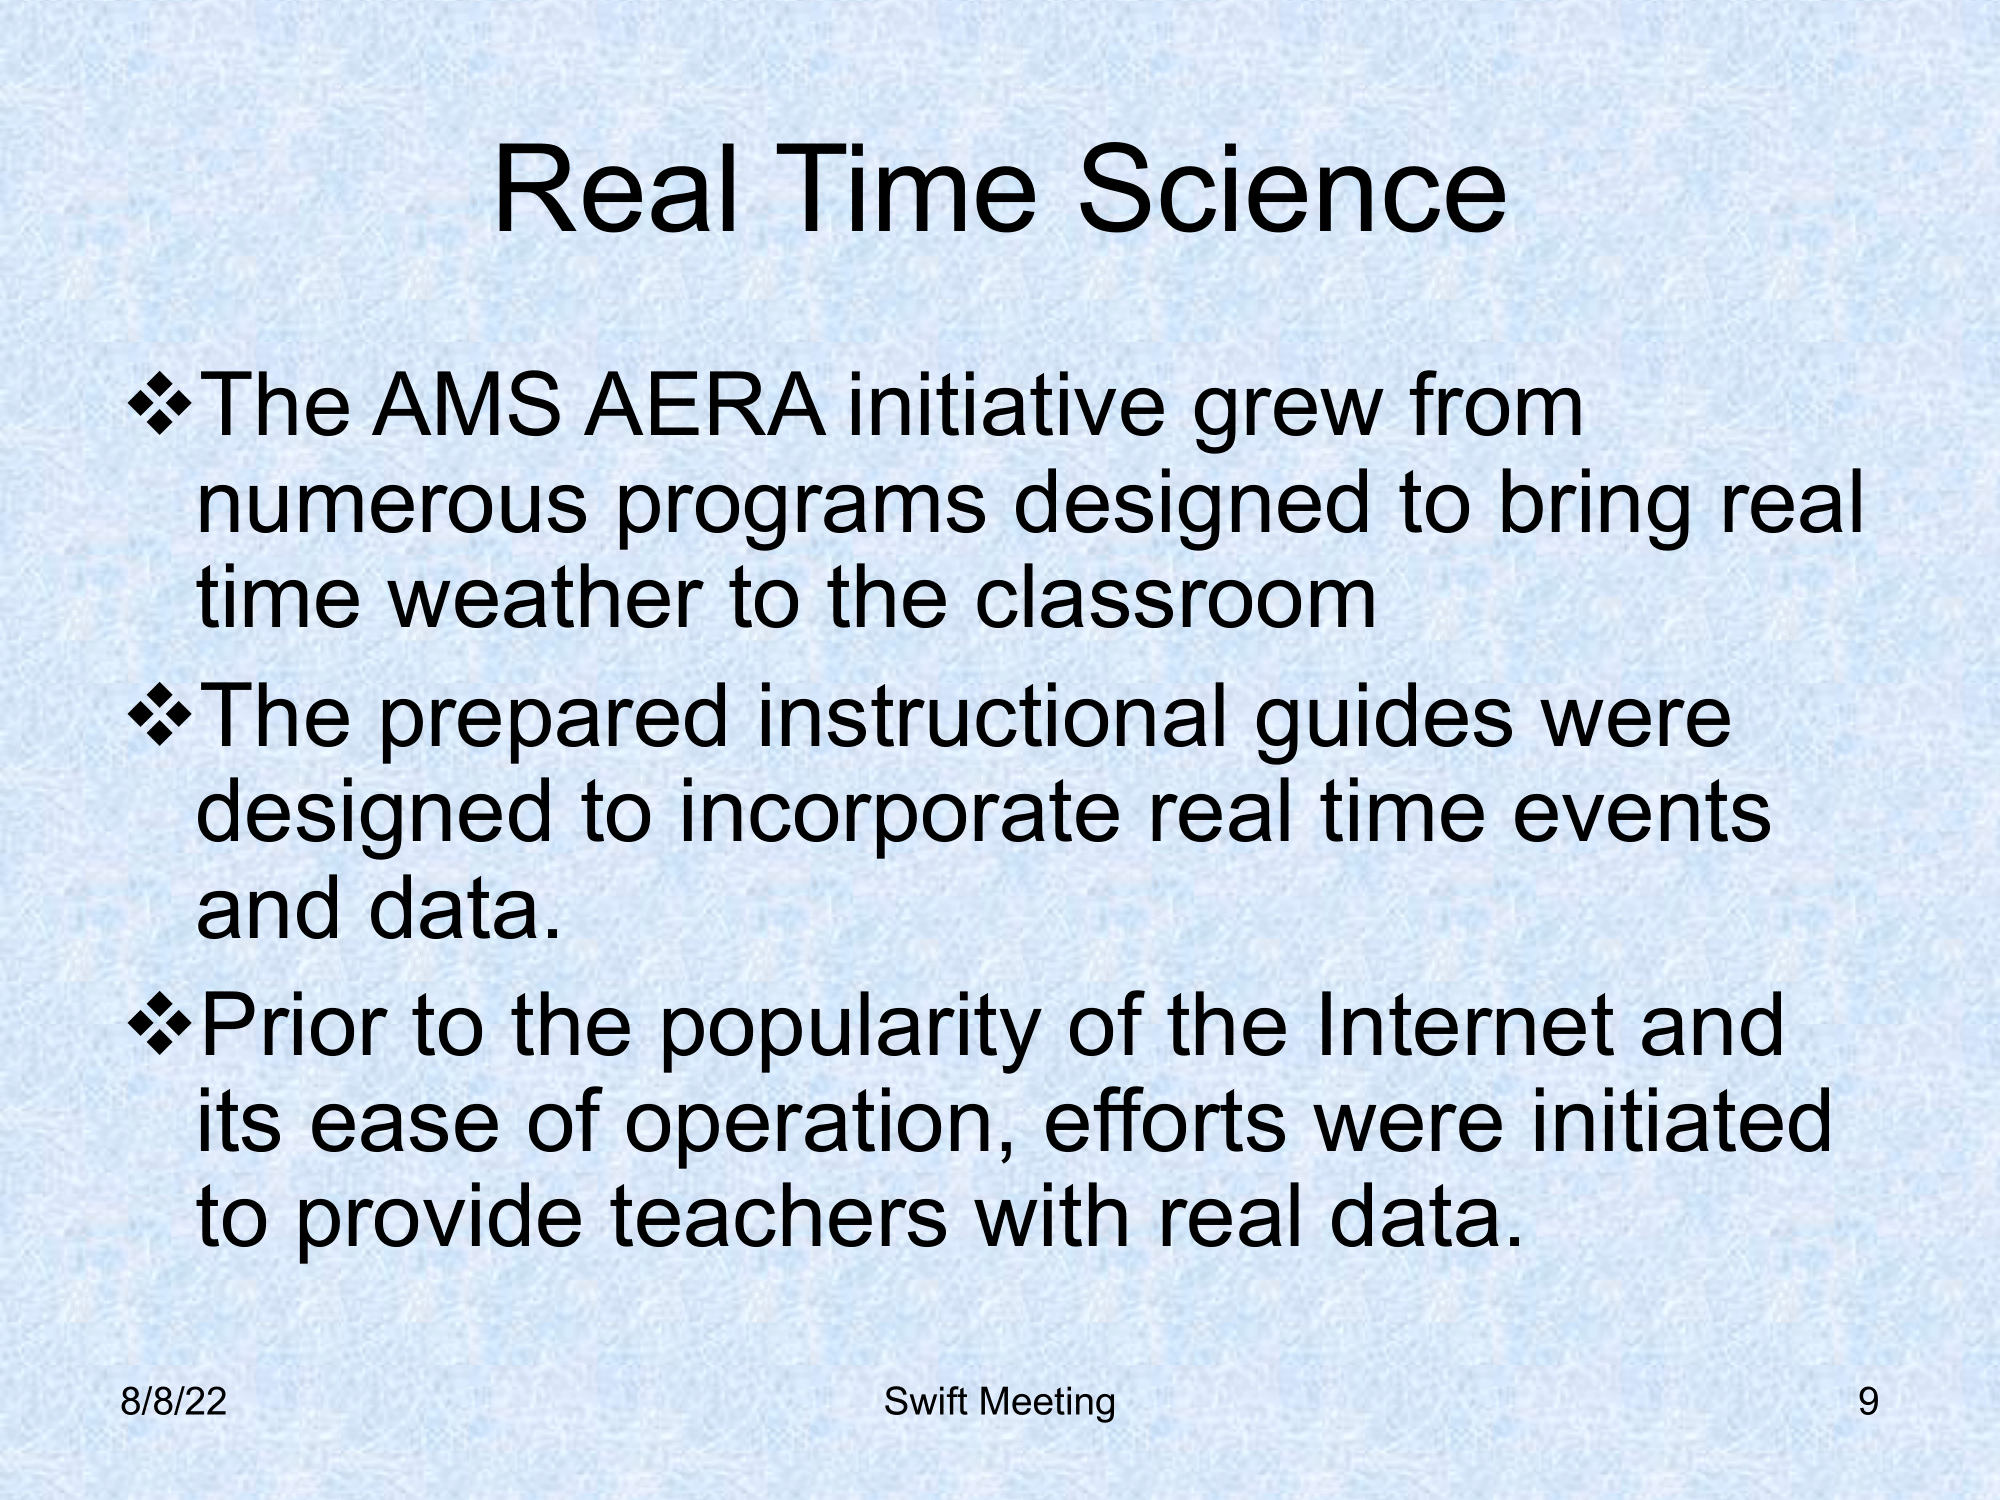 Real Time Science
❖The AMS AERA initiative grew from
numerous programs designed to bring real
time weather to the classroom
❖The prepared instructional guides were
designed to incorporate real time events
and data.
❖Prior to the popularity of the Internet and
its ease of operation, efforts were initiated
to provide teachers with real data.
8/8/22 Swift Meeting 9